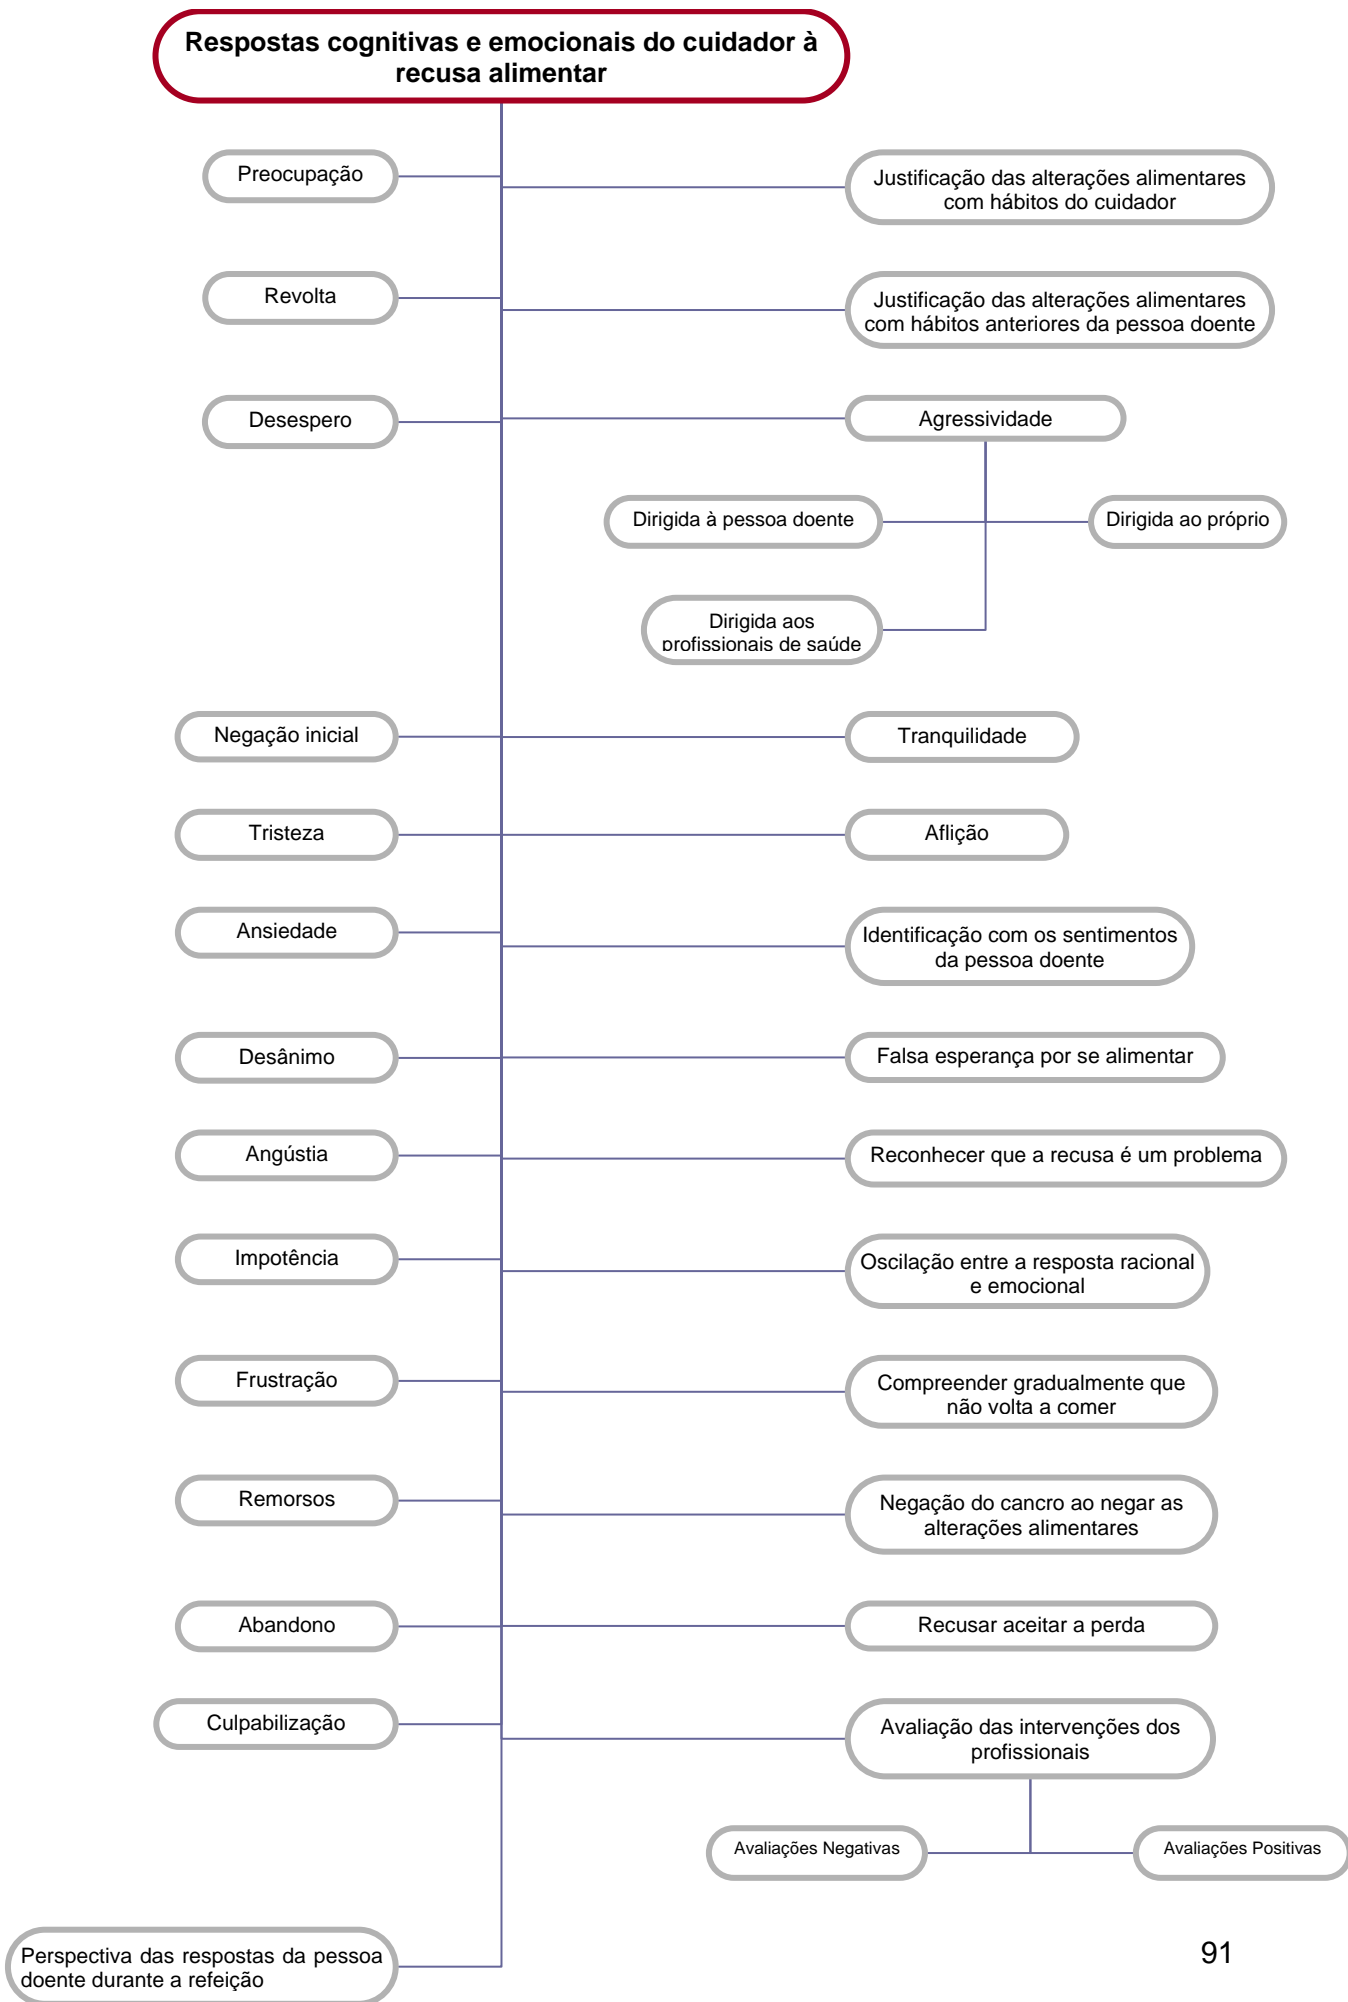 Respostas cognitivas e emocionais do cuidador à
recusa alimentar
Preocupação
Justificação das alterações alimentares
com hábitos do cuidador
Revolta
Justificação das alterações alimentares
com hábitos anteriores da pessoa doente
Desespero
Agressividade
Dirigida à pessoa doente
Dirigida ao próprio
Dirigida aos
profissionais de saúde
Negação inicial
Tranquilidade
Tristeza
Aflição
Ansiedade
Identificação com os sentimentos
da pessoa doente
Desânimo
Falsa esperança por se alimentar
Angústia
Reconhecer que a recusa é um problema
Impotência
Oscilação entre a resposta racional
e emocional
Frustração
Compreender gradualmente que
não volta a comer
Remorsos
Negação do cancro ao negar as
alterações alimentares
Abandono
Recusar aceitar a perda
Culpabilização
Avaliação das intervenções dos
profissionais
Avaliações Negativas
Avaliações Positivas
Perspectiva das respostas da pessoa
doente durante a refeição
91